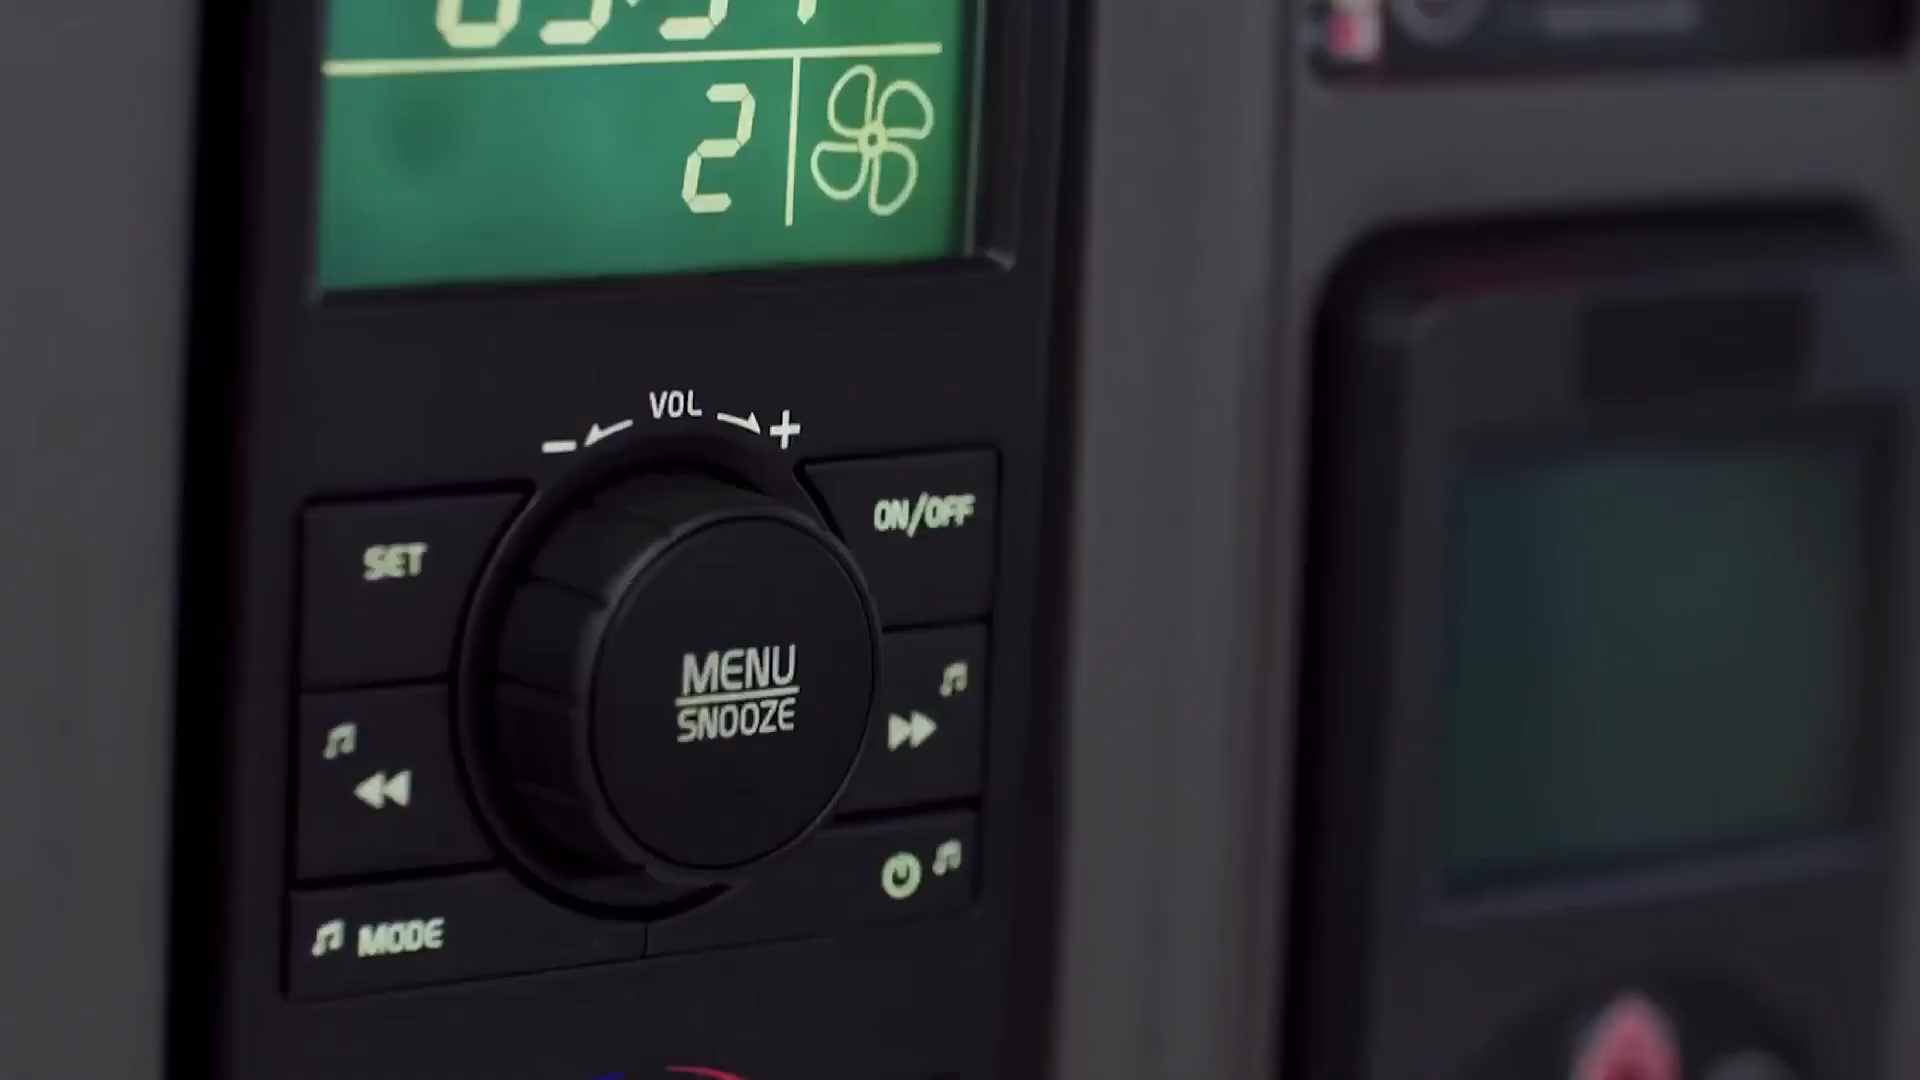 2
VOL
- +
SET
ON/OFF
MENU
SNOOZE
MODE